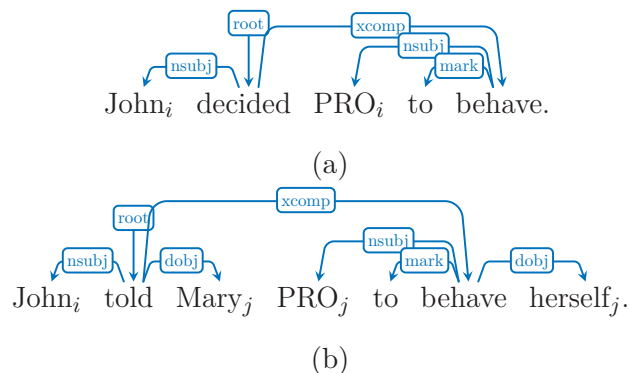 root xcomp
nsubj nsubj
mark
John_i decided PRO_i to behave.
(a)
xcomp
root
nsubj dobj nsubj mark dobj
John_i told Mary_j PRO_j to behave herself_j.
(b)